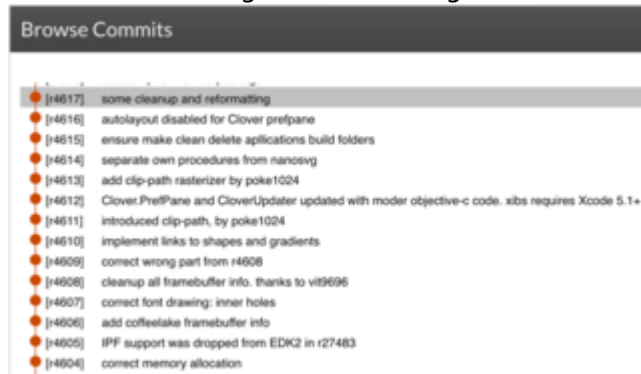 Browse Commits
[r4617] some cleanup and reformatting
[r4616] autolayout disabled for Clover prefpane
[r4615] ensure make clean delete apllications build folders
[r4614] separate own procedures from nanosvg
[r4613] add clip-path rasterizer by poke1024
[r4612] Clover.PrefPane and CloverUpdater updated with moder objective-c code. xibs requires Xcode 5.1+
[r4611] introduced clip-path, by poke1024
[r4610] implement links to shapes and gradients
[r4609] correct wrong part from r4608
[r4608] cleanup all framebuffer info. thanks to vit9696
[r4607] correct font drawing: inner holes
[r4606] add coffeelake framebuffer info
[r4605] IPF support was dropped from EDK2 in r27483
[r4604] correct memory allocation